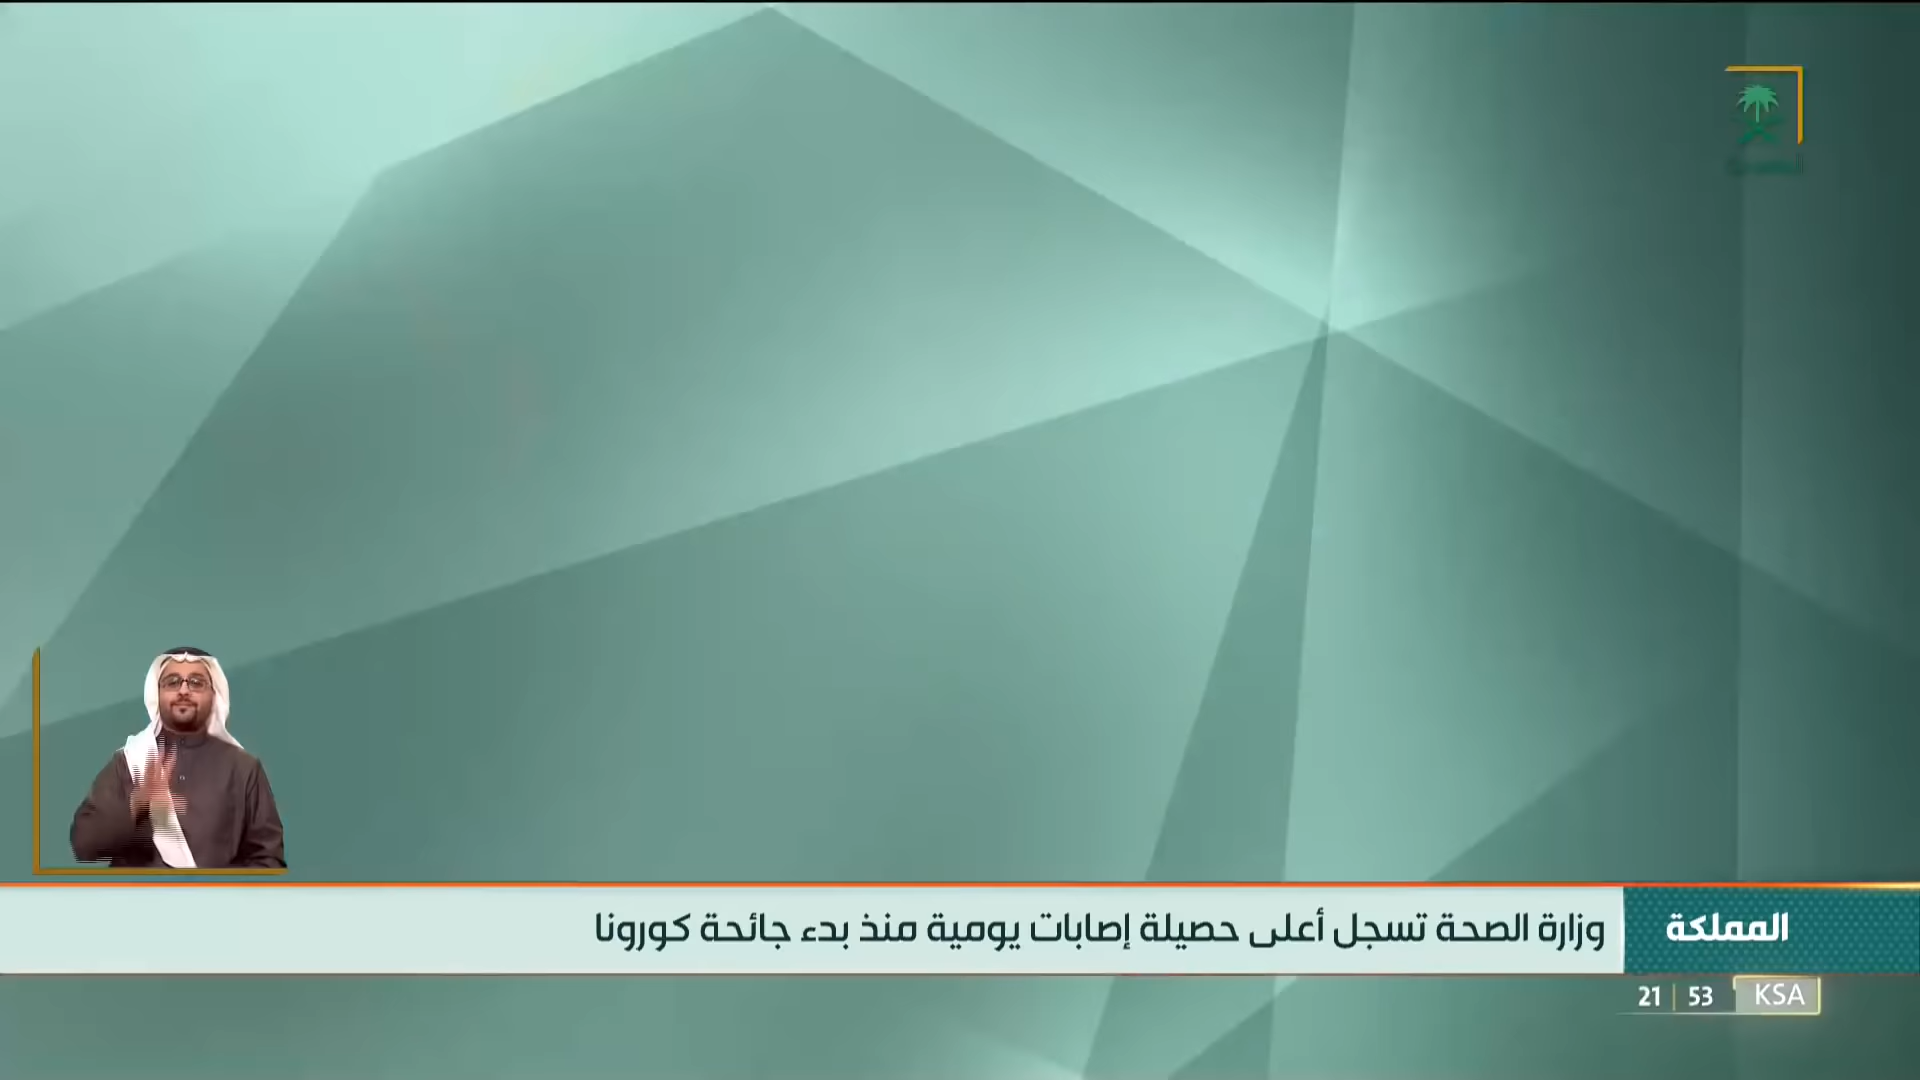 المملكة
وزارة الصحة تسجل أعلى حصيلة إصابات يومية منذ بدء جائحة كورونا
21 | 53 KSA